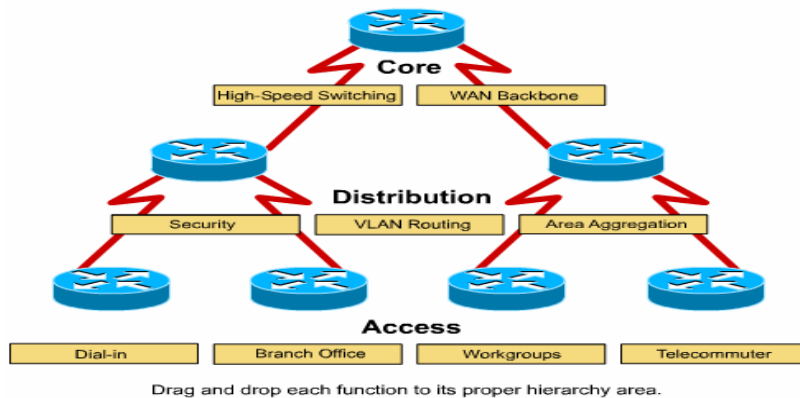 Core
High-Speed Switching
WAN Backbone
Distribution
Security
VLAN Routing
Area Aggregation
Access
Dial-in
Branch Office
Workgroups
Telecommuter
Drag and drop each function to its proper hierarchy area.